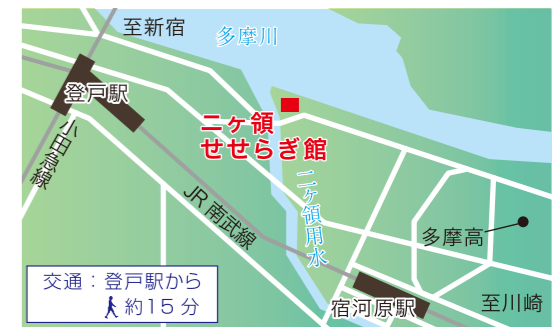 至新宿
多摩川
登戸駅
二ヶ領
せせらぎ館
小田急線
二ヶ領用水
JR南武線
多摩高
交通：登戸駅から
約15分
宿河原駅
至川崎